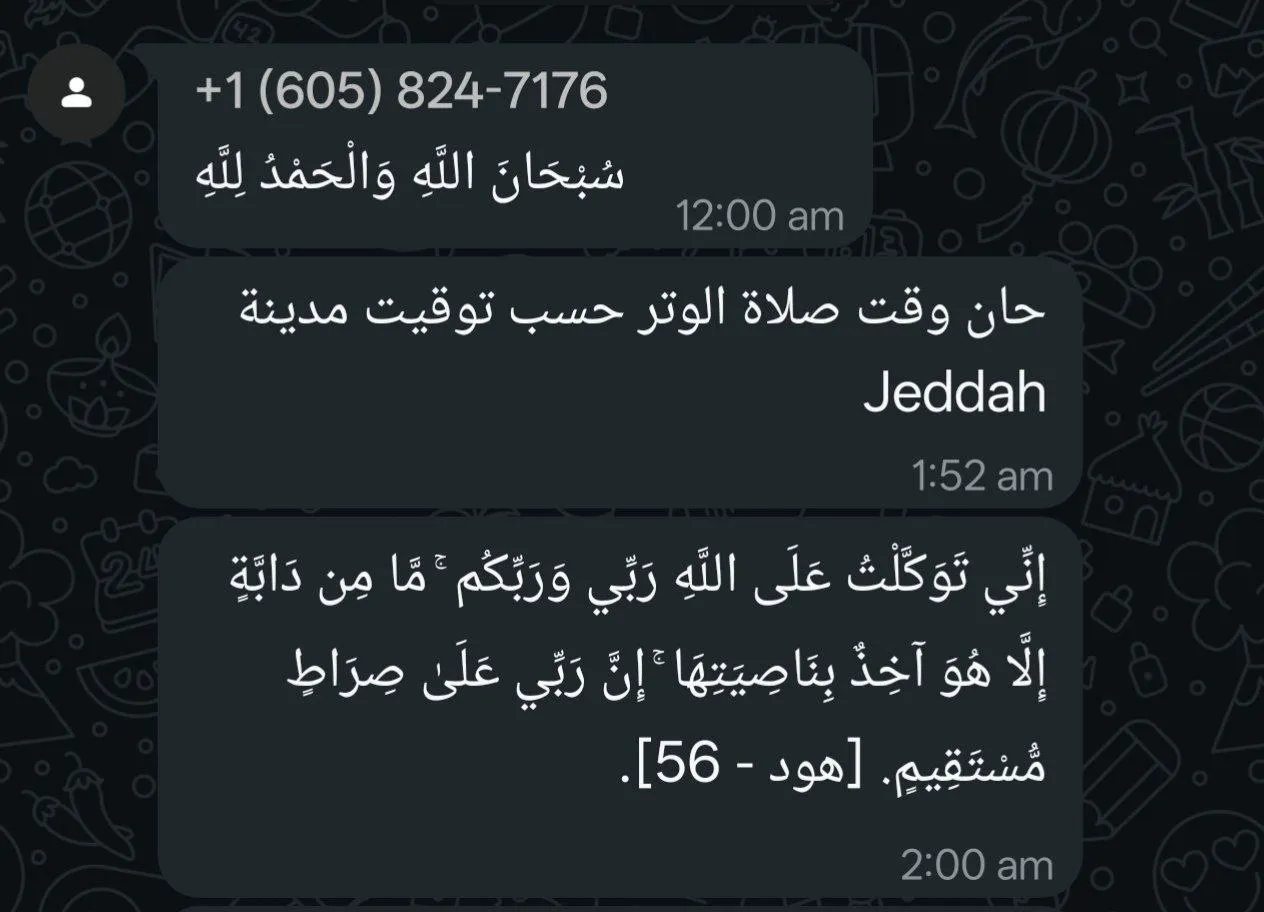 +1 (605) 824-7176
سُبْحَانَ اللَّهِ وَالْحَمْدُ لِلَّهِ
12:00 am
حان وقت صلاة الوتر حسب توقيت مدينة
Jeddah
1:52 am
إِنِّي تَوَكَّلْتُ عَلَى اللَّهِ رَبِّي وَرَبِّكُم ۚ مَّا مِن دَابَّةٍ
إِلَّا هُوَ آخِذٌ بِنَاصِيَتِهَا ۚ إِنَّ رَبِّي عَلَىٰ صِرَاطٍ
مُّسْتَقِيمٍ. [هود - 56].
2:00 am